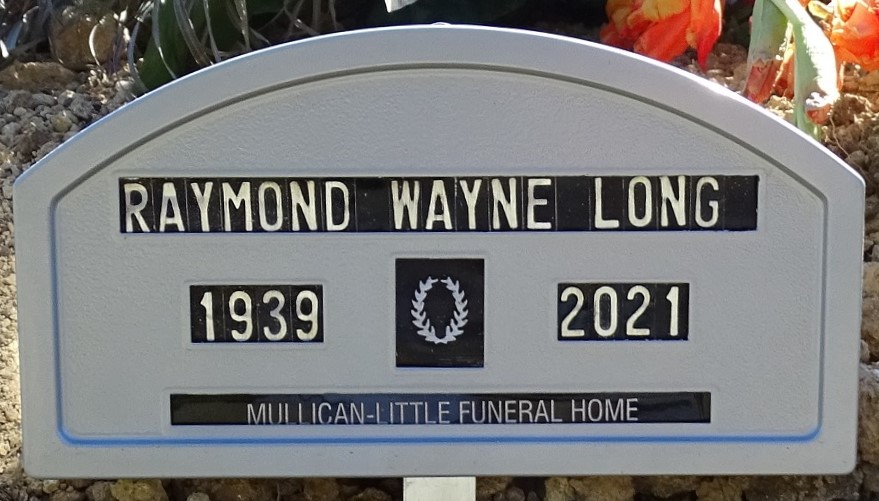 RAYMOND WAYNE LONG
1939 2021
MULLICAN-LITTLE FUNERAL HOME